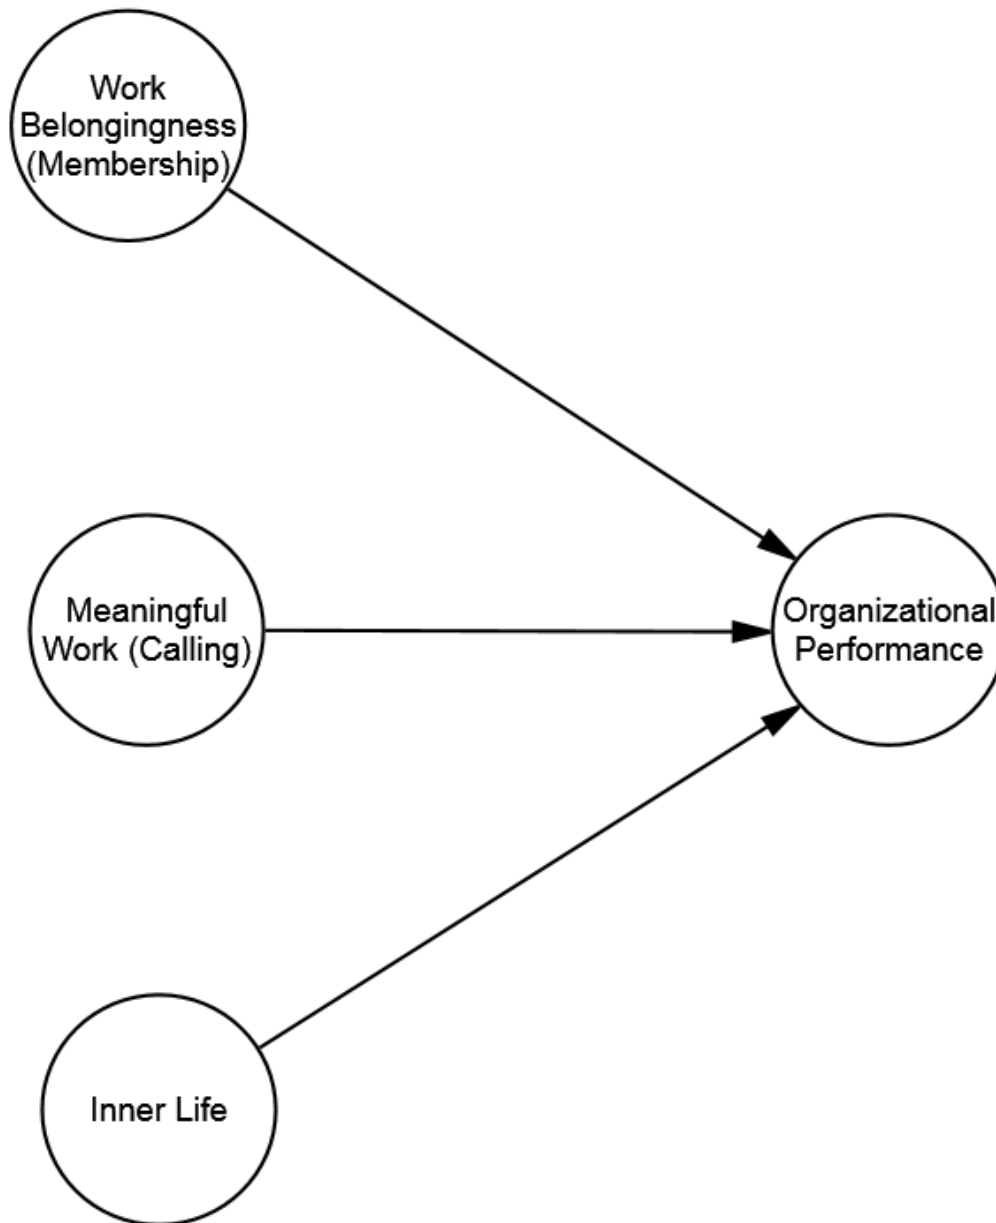 Work
Belongingness
(Membership)
Meaningful
Work (Calling)
Organizational
Performance
Inner Life